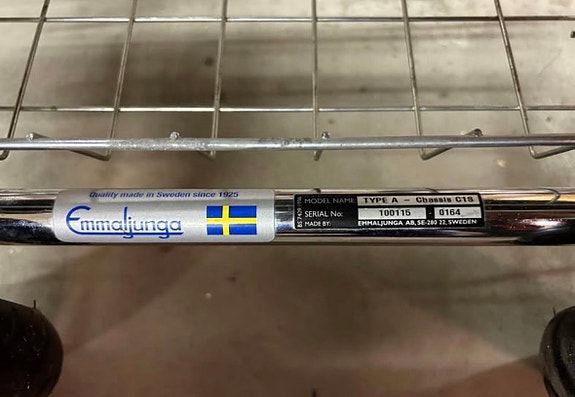 Quality made in Sweden since 1925
Emmaljunga
MODEL NAME TYPE A - Chassis C1S
SERIAL No: 100115 - 0164
MADE BY: EMMALJUNGA AB, SE-280 22, SWEDEN